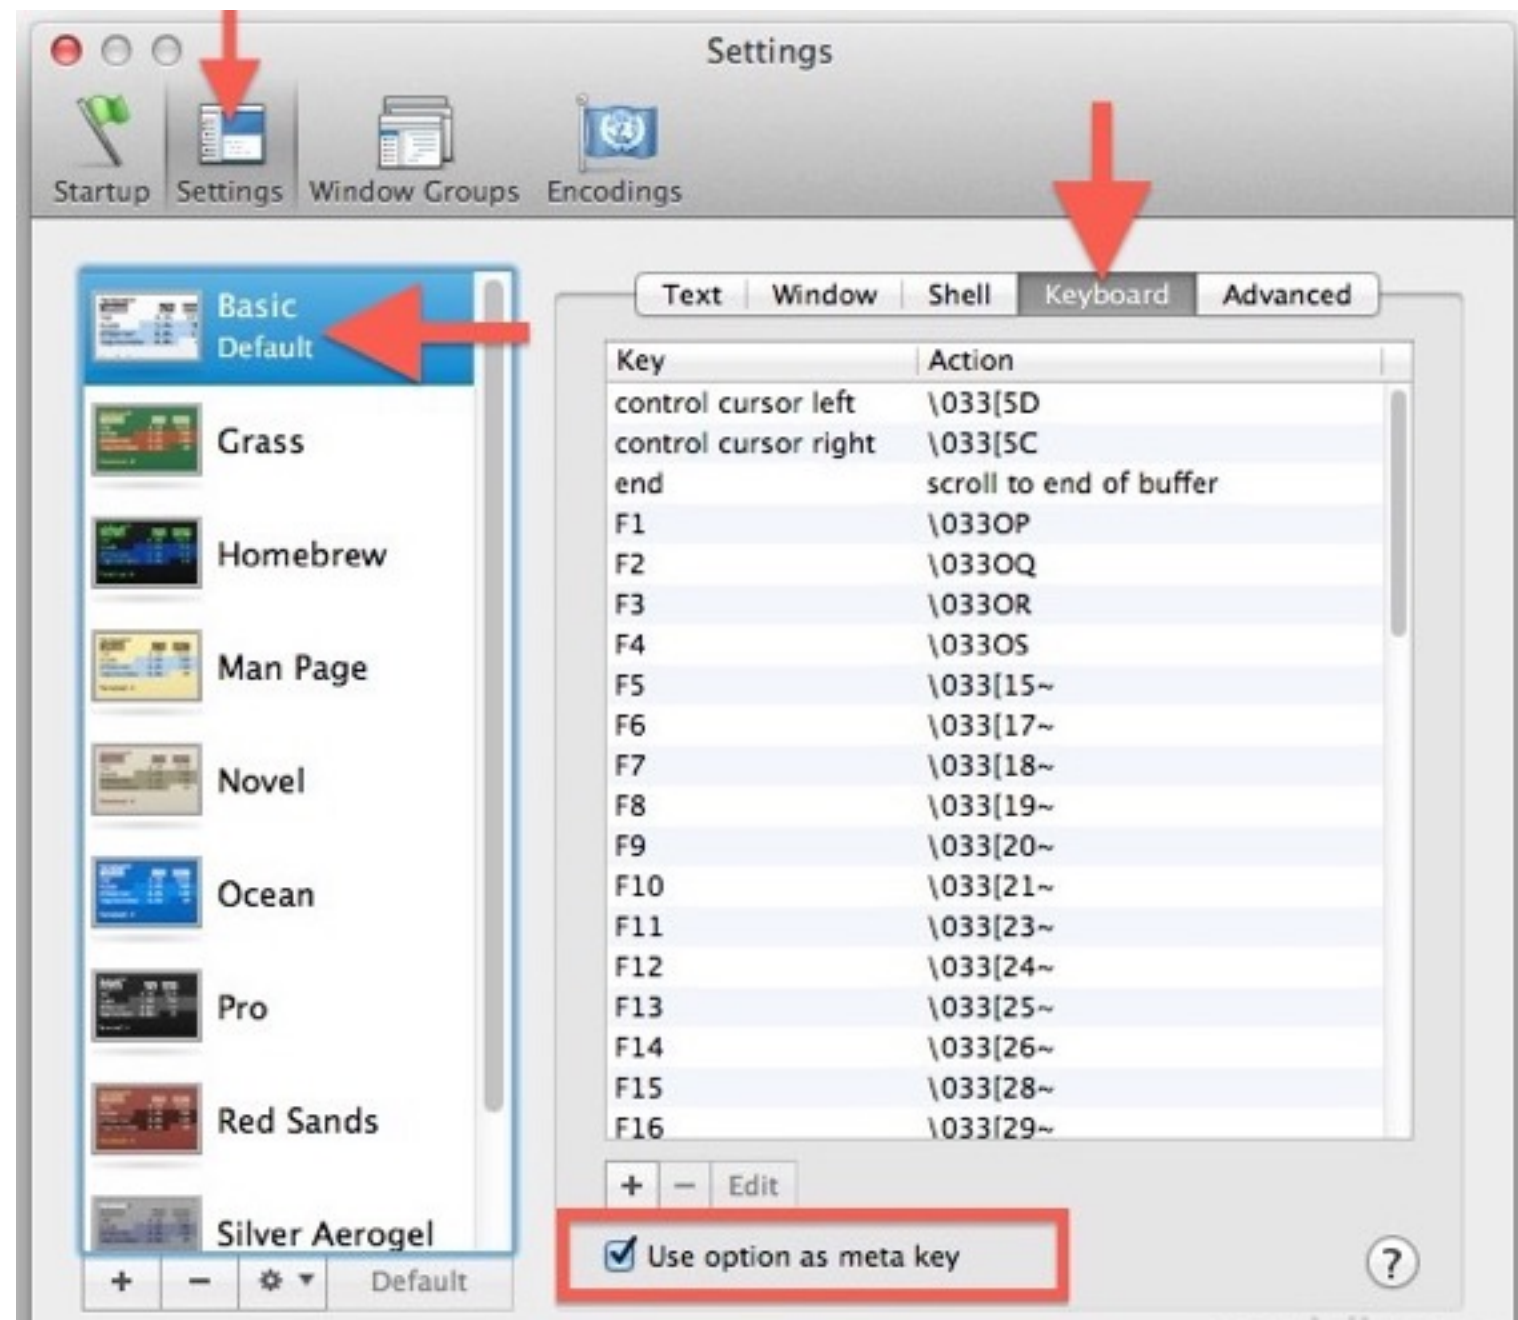 Settings
Startup Settings Window Groups Encodings
Basic
Default
Grass
Homebrew
Man Page
Novel
Ocean
Pro
Red Sands
Silver Aerogel
+ − Default
Text Window Shell Keyboard Advanced
Key Action
control cursor left \033[5D
control cursor right \033[5C
end scroll to end of buffer
F1 \033OP
F2 \033OQ
F3 \033OR
F4 \033OS
F5 \033[15~
F6 \033[17~
F7 \033[18~
F8 \033[19~
F9 \033[20~
F10 \033[21~
F11 \033[23~
F12 \033[24~
F13 \033[25~
F14 \033[26~
F15 \033[28~
F16 \033[29~
+ − Edit
Use option as meta key
?